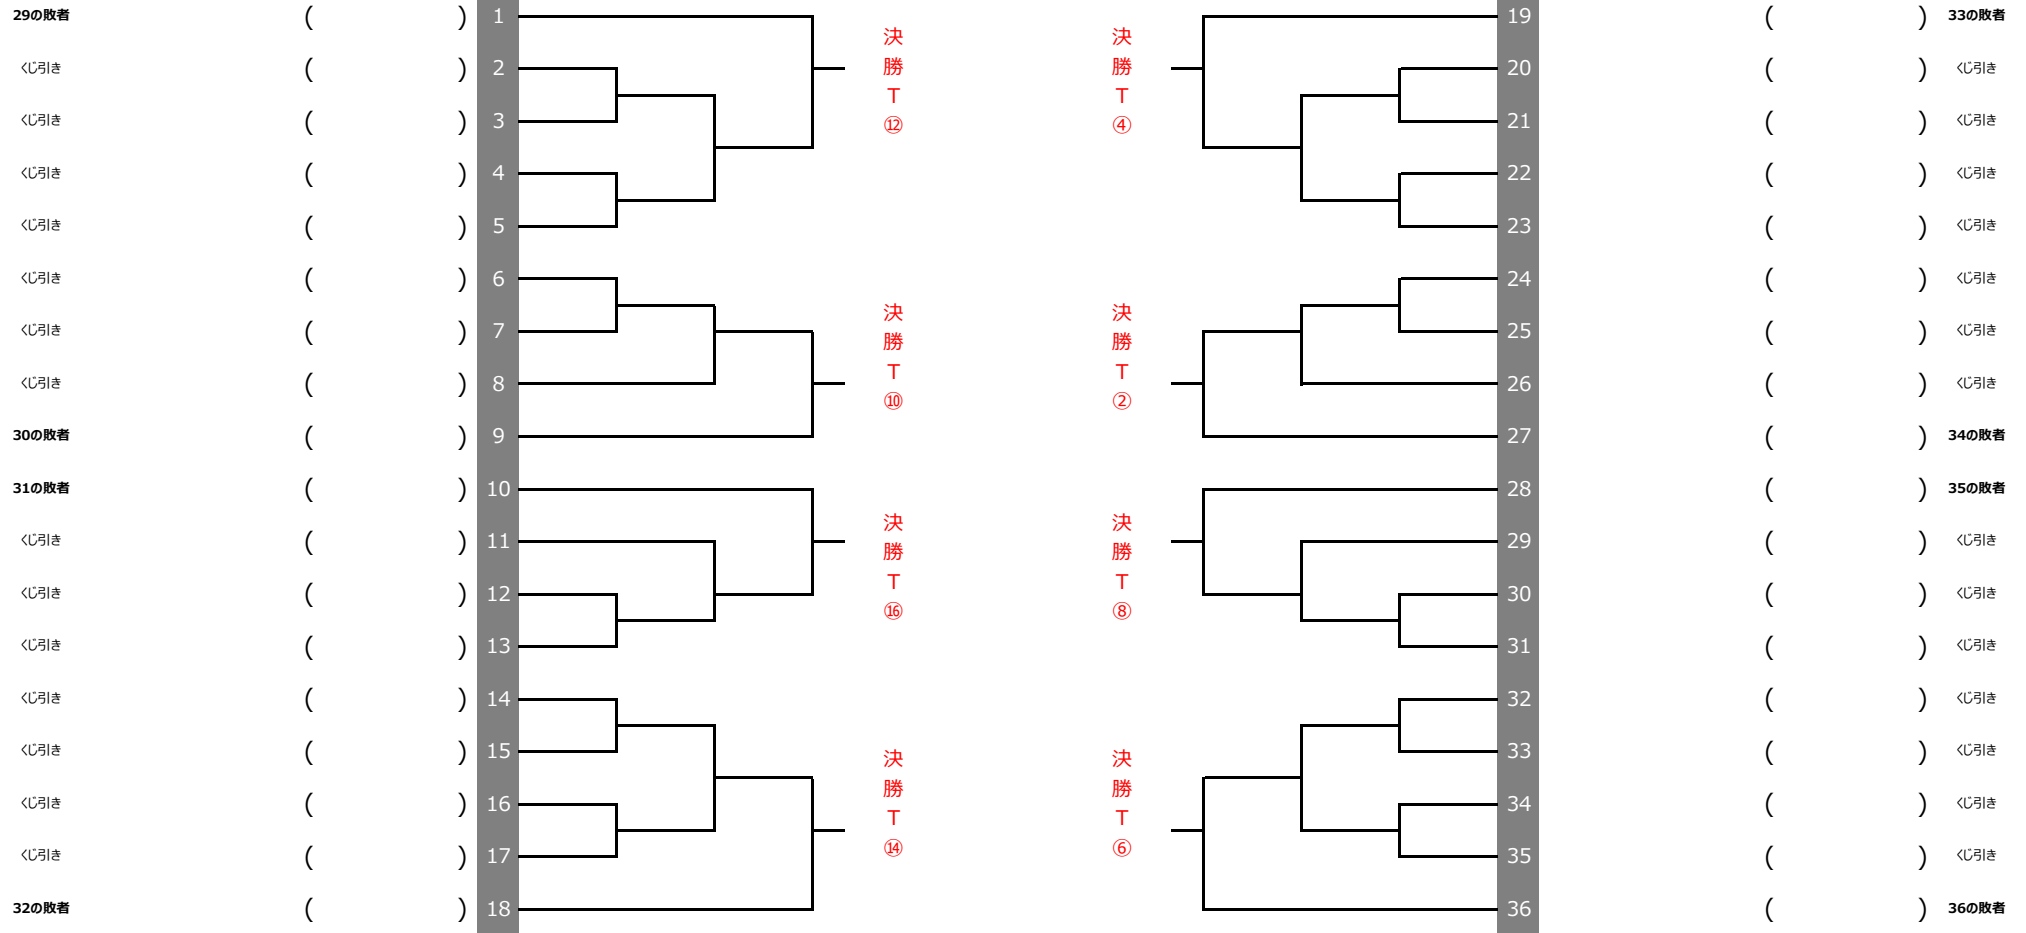 29の敗者 ( ) 1 19 ( ) 33の敗者
くじ引き ( ) 2 20 ( ) くじ引き
くじ引き ( ) 3 21 ( ) くじ引き
くじ引き ( ) 4 22 ( ) くじ引き
くじ引き ( ) 5 23 ( ) くじ引き
決勝T⑫ 決勝T④
くじ引き ( ) 6 24 ( ) くじ引き
くじ引き ( ) 7 25 ( ) くじ引き
くじ引き ( ) 8 26 ( ) くじ引き
30の敗者 ( ) 9 27 ( ) 34の敗者
決勝T⑩ 決勝T②
31の敗者 ( ) 10 28 ( ) 35の敗者
くじ引き ( ) 11 29 ( ) くじ引き
くじ引き ( ) 12 30 ( ) くじ引き
くじ引き ( ) 13 31 ( ) くじ引き
決勝T⑯ 決勝T⑧
くじ引き ( ) 14 32 ( ) くじ引き
くじ引き ( ) 15 33 ( ) くじ引き
くじ引き ( ) 16 34 ( ) くじ引き
くじ引き ( ) 17 35 ( ) くじ引き
32の敗者 ( ) 18 36 ( ) 36の敗者
決勝T⑭ 決勝T⑥